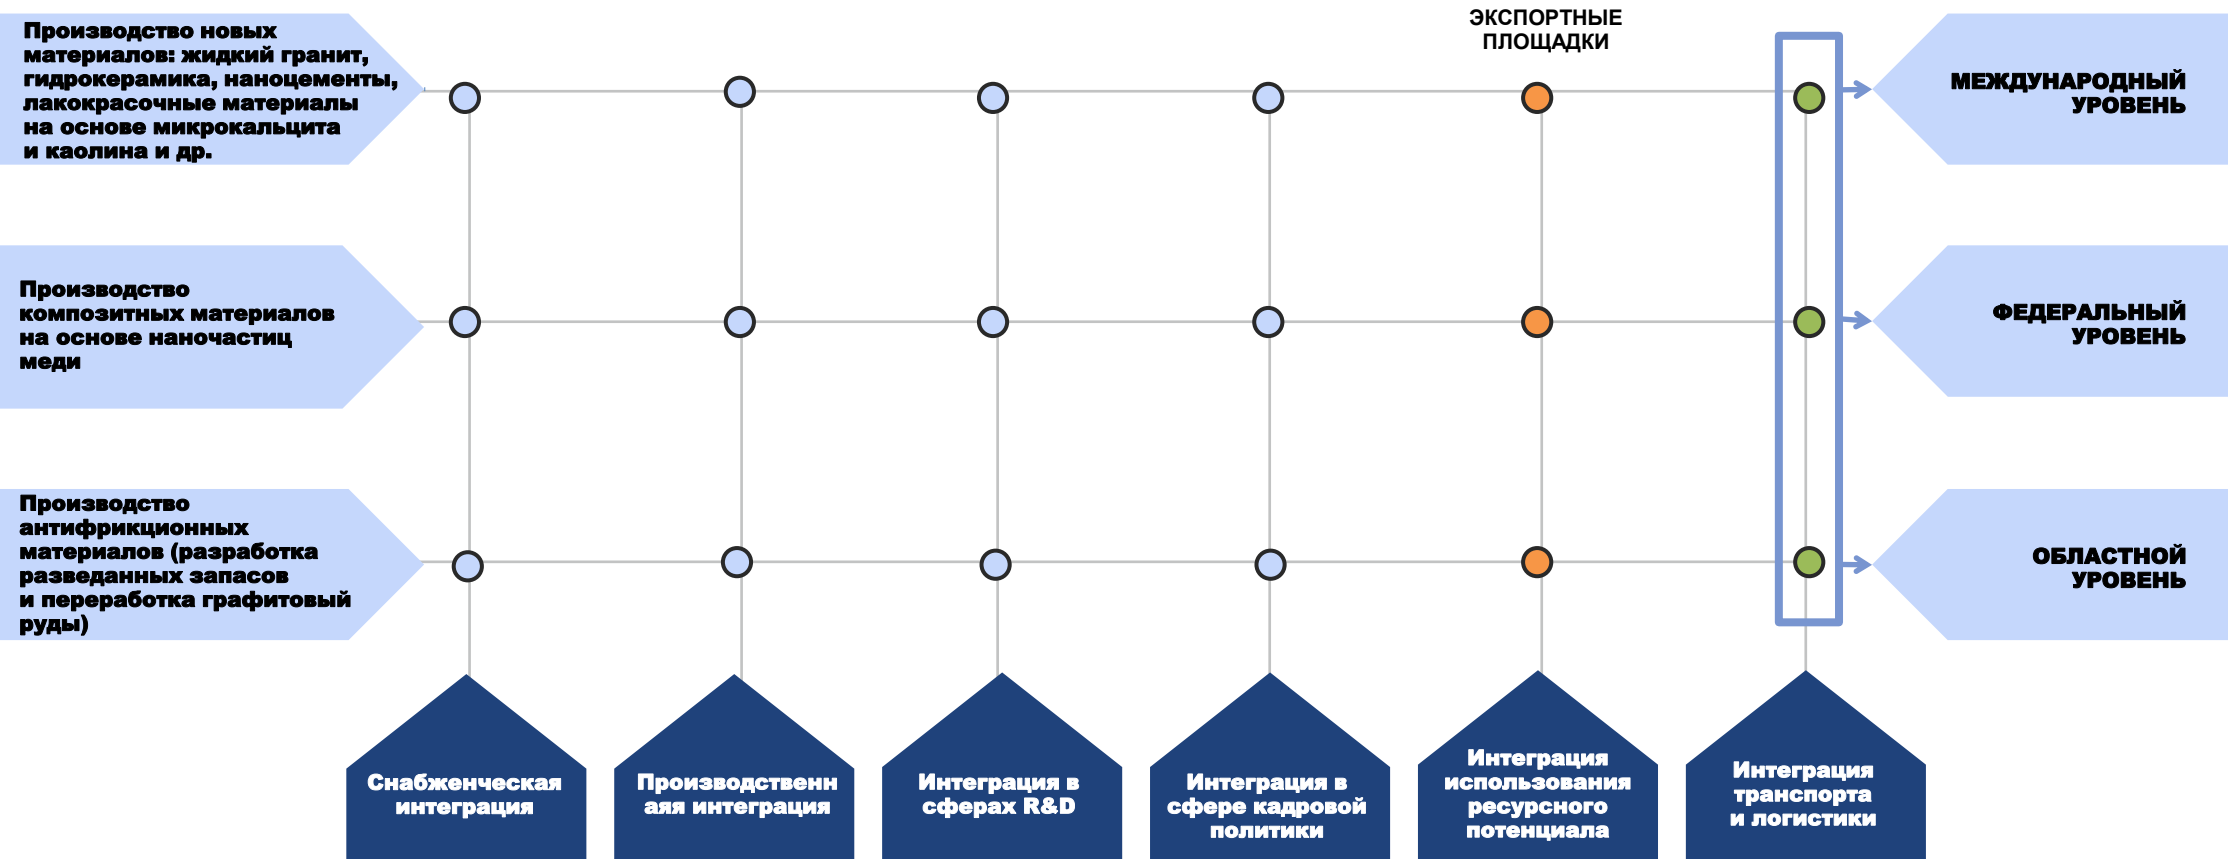 Производство новых
материалов: жидкий гранит,
гидрокерамика, наноцементы,
лакокрасочные материалы
на основе микрокальцита
и каолина и др.
ЭКСПОРТНЫЕ
ПЛОЩАДКИ
МЕЖДУНАРОДНЫЙ
УРОВЕНЬ
Производство
композитных материалов
на основе наночастиц
меди
ФЕДЕРАЛЬНЫЙ
УРОВЕНЬ
Производство
антифрикционных
материалов (разработка
разведанных запасов
и переработка графитовый
руды)
ОБЛАСТНОЙ
УРОВЕНЬ
Снабженческая
интеграция
Производственн
аяя интеграция
Интеграция в
сферах R&D
Интеграция в
сфере кадровой
политики
Интеграция
использования
ресурсного
потенциала
Интеграция
транспорта
и логистики